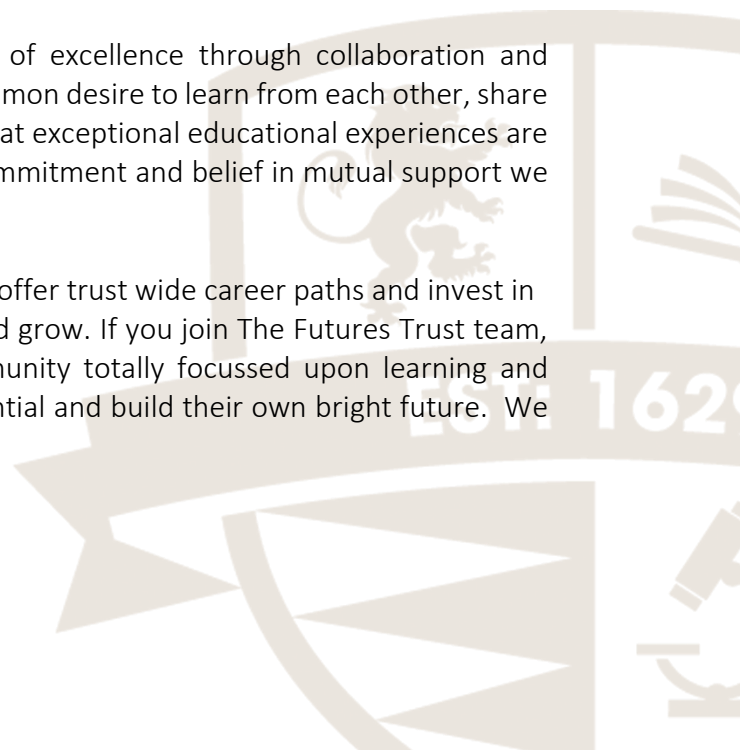 of excellence through collaboration and
mon desire to learn from each other, share
at exceptional educational experiences are
mmitment and belief in mutual support we
offer trust wide career paths and invest in
d grow. If you join The Futures Trust team,
unity totally focussed upon learning and
ntial and build their own bright future. We
EST: 1629